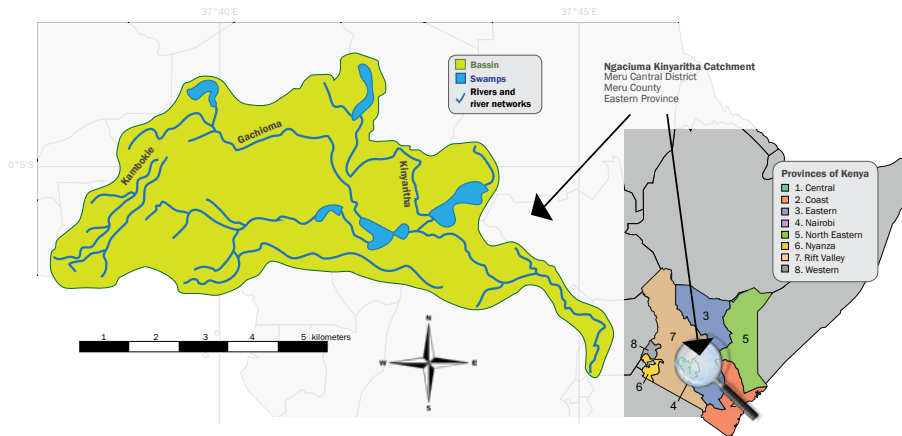 37°40'E
37°45'E
0°5'S
Bassin
Swamps
Rivers and
river networks
Ngaciuma Kinyaritha Catchment
Meru Cantral District
Meru County
Eastern Province
Gachioma
Kambokie
Kinyaritha
Provinces of Kenya
1. Central
2. Coast
3. Eastern
4. Nairobi
5. North Eastern
6. Nyanza
7. Rift Valley
8. Western
1 2 3 4 5 kilometers
N
W E
S
3
5
7
8
6
4
2